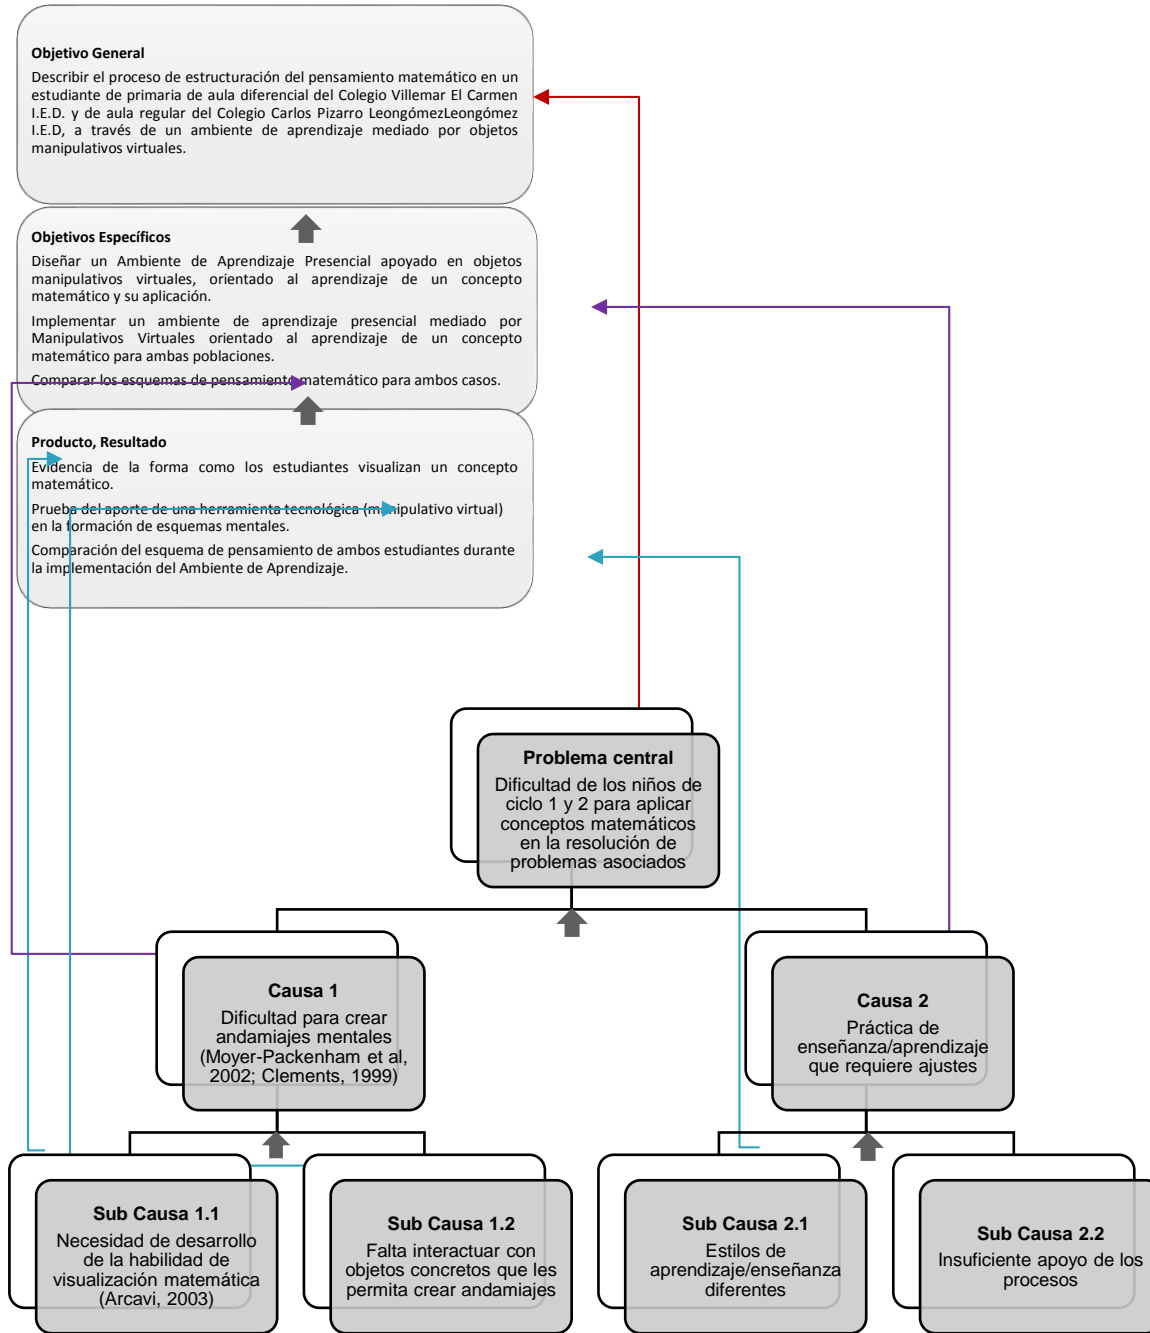 Objetivo General
Describir el proceso de estructuración del pensamiento matemático en un
estudiante de primaria de aula diferencial del Colegio Villemar El Carmen
I.E.D. y de aula regular del Colegio Carlos Pizarro LeongómezLeongómez
I.E.D, a través de un ambiente de aprendizaje mediado por objetos
manipulativos virtuales.
Objetivos Específicos
Diseñar un Ambiente de Aprendizaje Presencial apoyado en objetos
manipulativos virtuales, orientado al aprendizaje de un concepto
matemático y su aplicación.
Implementar un ambiente de aprendizaje presencial mediado por
Manipulativos Virtuales orientado al aprendizaje de un concepto
matemático para ambas poblaciones.
Comparar los esquemas de pensamiento matemático para ambos casos.
Producto, Resultado
Evidencia de la forma como los estudiantes visualizan un concepto
matemático.
Prueba del aporte de una herramienta tecnológica (manipulativo virtual)
en la formación de esquemas mentales.
Comparación del esquema de pensamiento de ambos estudiantes durante
la implementación del Ambiente de Aprendizaje.
Problema central
Dificultad de los niños de
ciclo 1 y 2 para aplicar
conceptos matemáticos
en la resolución de
problemas asociados
Causa 1
Dificultad para crear
andamiajes mentales
(Moyer-Packenham et al,
2002; Clements, 1999)
Causa 2
Práctica de
enseñanza/aprendizaje
que requiere ajustes
Sub Causa 1.1
Necesidad de desarrollo
de la habilidad de
visualización matemática
(Arcavi, 2003)
Sub Causa 1.2
Falta interactuar con
objetos concretos que les
permita crear andamiajes
Sub Causa 2.1
Estilos de
aprendizaje/enseñanza
diferentes
Sub Causa 2.2
Insuficiente apoyo de los
procesos